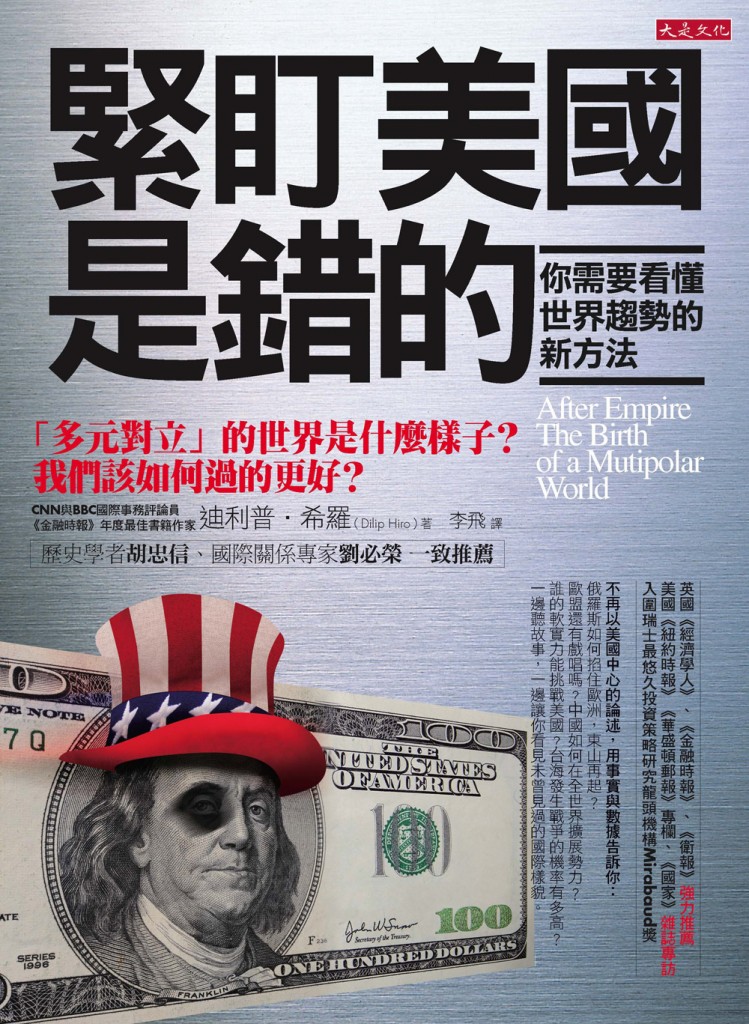 大是文化
緊盯美國
是錯的
你需要看懂
世界趨勢的
新方法
After Empire
The Birth
of a Mutipolar
World
「多元對立」的世界是什麼樣子？
我們該如何過的更好？
CNN與BBC國際事務評論員
《金融時報》年度最佳書籍作家
迪利普．希羅（Dilip Hiro）著 李飛 譯
歷史學者胡忠信、國際關係專家劉必榮 一致推薦
英國《經濟學人》、《金融時報》、《衛報》強力推薦
美國《紐約時報》《華盛頓郵報》專欄、《國家》雜誌專訪
入圍瑞士最悠久投資策略研究龍頭機構Mirabaud獎
不再以美國中心的論述，用事實與數據告訴你：
俄羅斯如何掐住歐洲，東山再起？
歐盟還有戲唱嗎？中國如何在全世界擴展勢力？
誰的軟實力能挑戰美國？台海發生戰爭的機率有多高？
一邊聽故事，一邊讓你看見未曾見過的國際樣貌。
VE NOTE
7 Q
100
THE
UNITED STATES
OF AMERICA
100
ATE
SERIES
1996
F
John W Snow
Secretary of the Treasury.
100
ONE HUNDRED DOLLARS
FRANKLIN